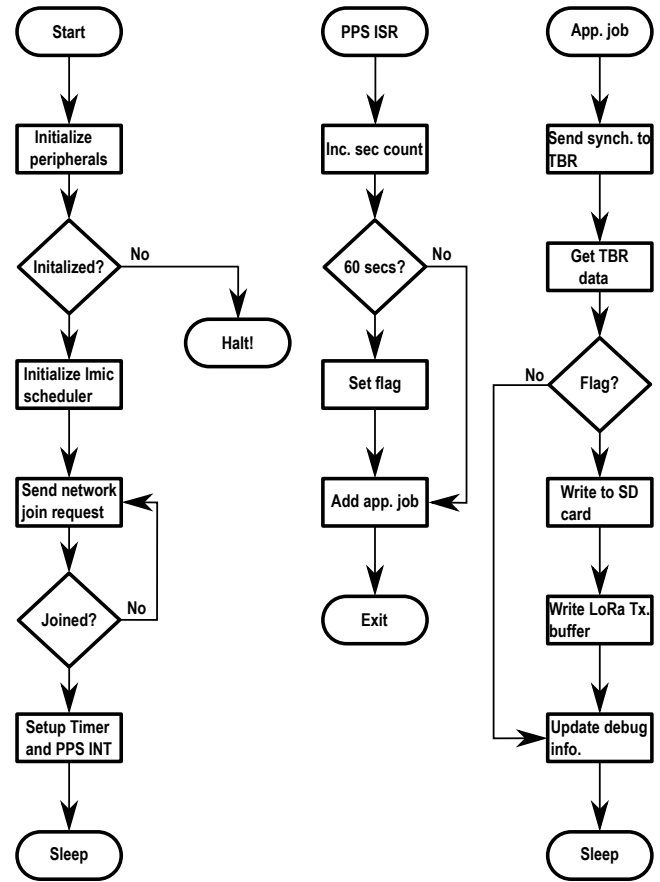 Start
Initialize
peripherals
Initalized?
No
Halt!
Initialize lmic
scheduler
Send network
join request
Joined?
No
Setup Timer
and PPS INT
Sleep
PPS ISR
Inc. sec count
60 secs?
No
Set flag
Add app. job
Exit
App. job
Send synch. to
TBR
Get TBR
data
Flag?
No
Write to SD
card
Write LoRa Tx.
buffer
Update debug
info.
Sleep